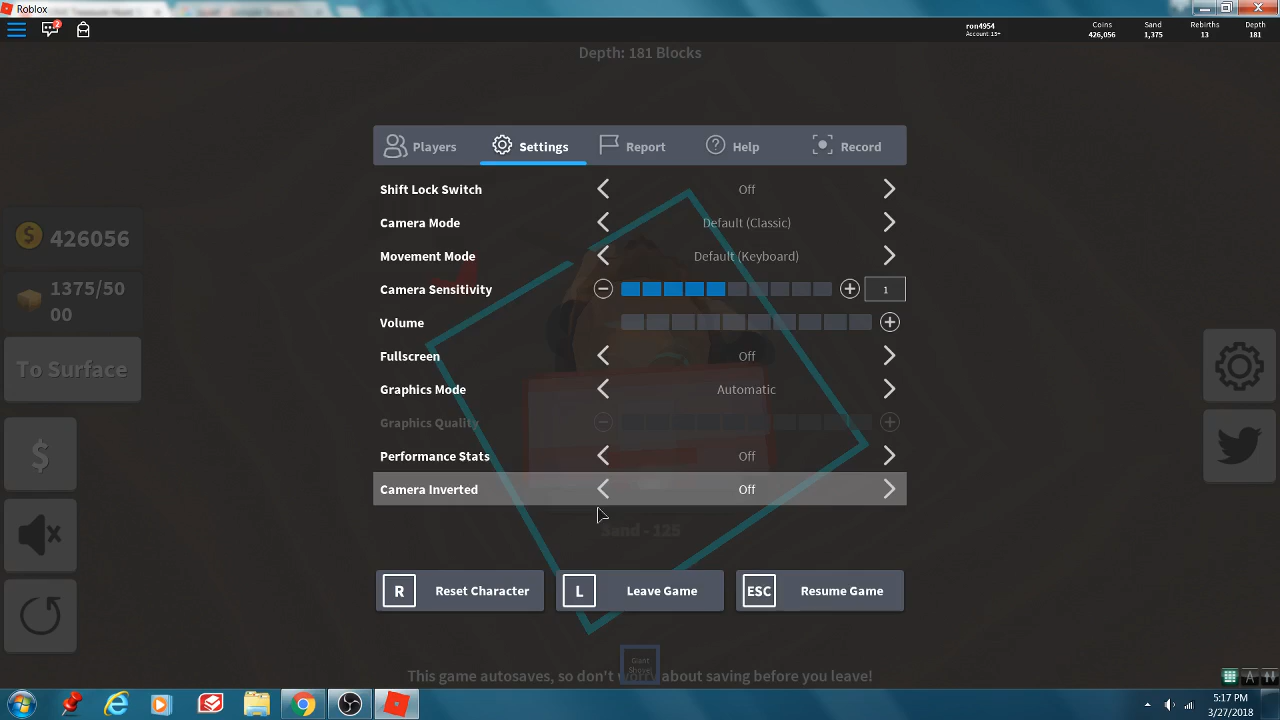 Roblox
2
ron4954
Account: 13+
Coins
426,056
Sand
1,375
Rebirths
13
Depth
181
Depth: 181 Blocks
Players
Settings
Report
Help
Record
Shift Lock Switch
Off
Camera Mode
Default (Classic)
Movement Mode
Default (Keyboard)
Camera Sensitivity
1
Volume
Fullscreen
Off
Graphics Mode
Automatic
Graphics Quality
Performance Stats
Off
Camera Inverted
Off
$ 426056
1375/50
00
To Surface
$
Sand - 125
R
Reset Character
L
Leave Game
ESC
Resume Game
Giant
Shovel
This game autosaves, so don't worry about saving before you leave!
5:17 PM
3/27/2018